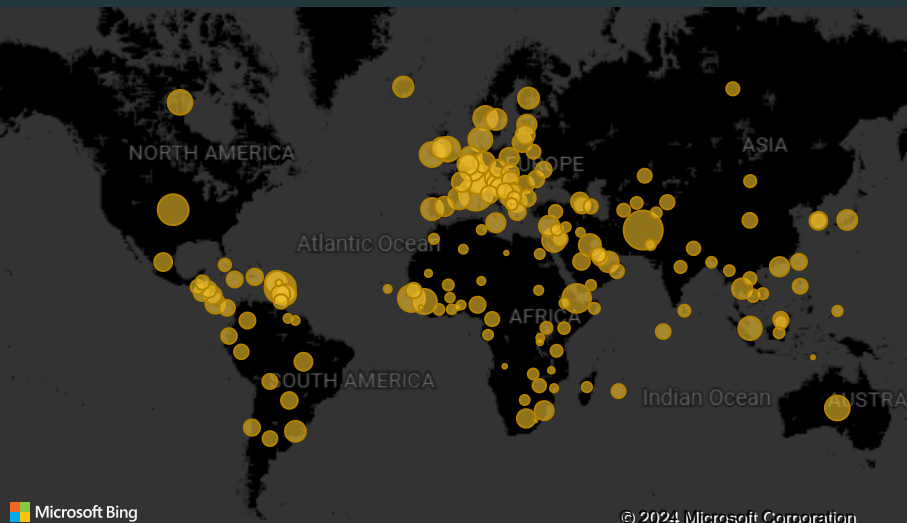 NORTH AMERICA
EUROPE
ASIA
Atlantic Ocean
AFRICA
SOUTH AMERICA
Indian Ocean
AUSTRA
Microsoft Bing
© 2024 Microsoft Corporation